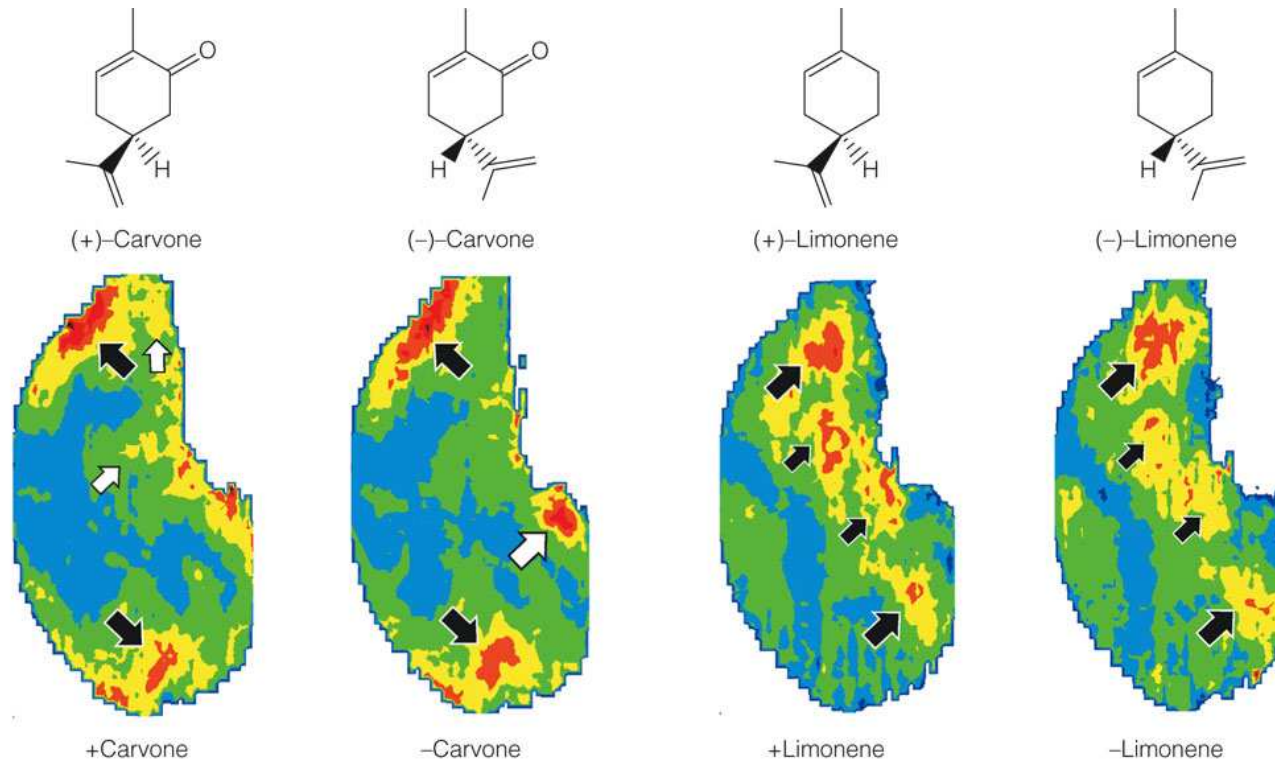 O
O
H
H
H
H
(+)–Carvone
(–)–Carvone
(+)–Limonene
(–)–Limonene
+Carvone
–Carvone
+Limonene
–Limonene